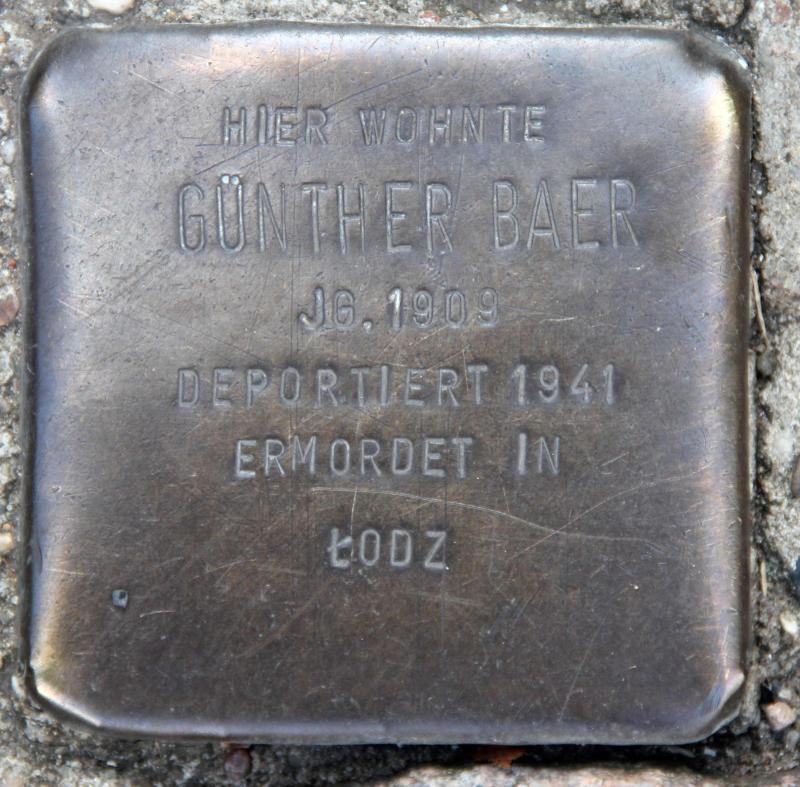 HIER WOHNTE
GÜNTHER BAER
JG. 1909
DEPORTIERT 1941
ERMORDET IN
ŁODZ